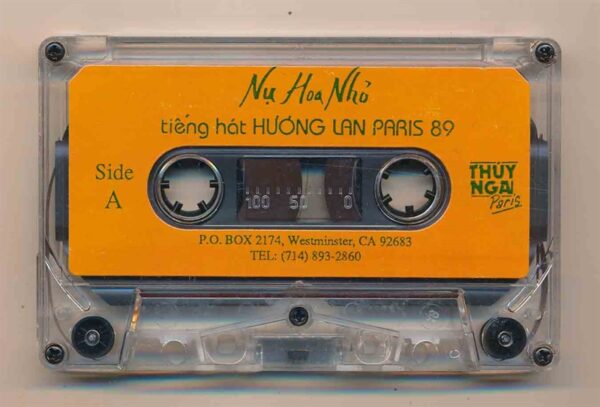 Nụ Hoa Nhỏ
tiếng hát HƯƠNG LAN PARIS 89
Side
A
100 50 0
THÚY
NGA
Paris
P.O. BOX 2174, Westminster, CA 92683
TEL: (714) 893-2860